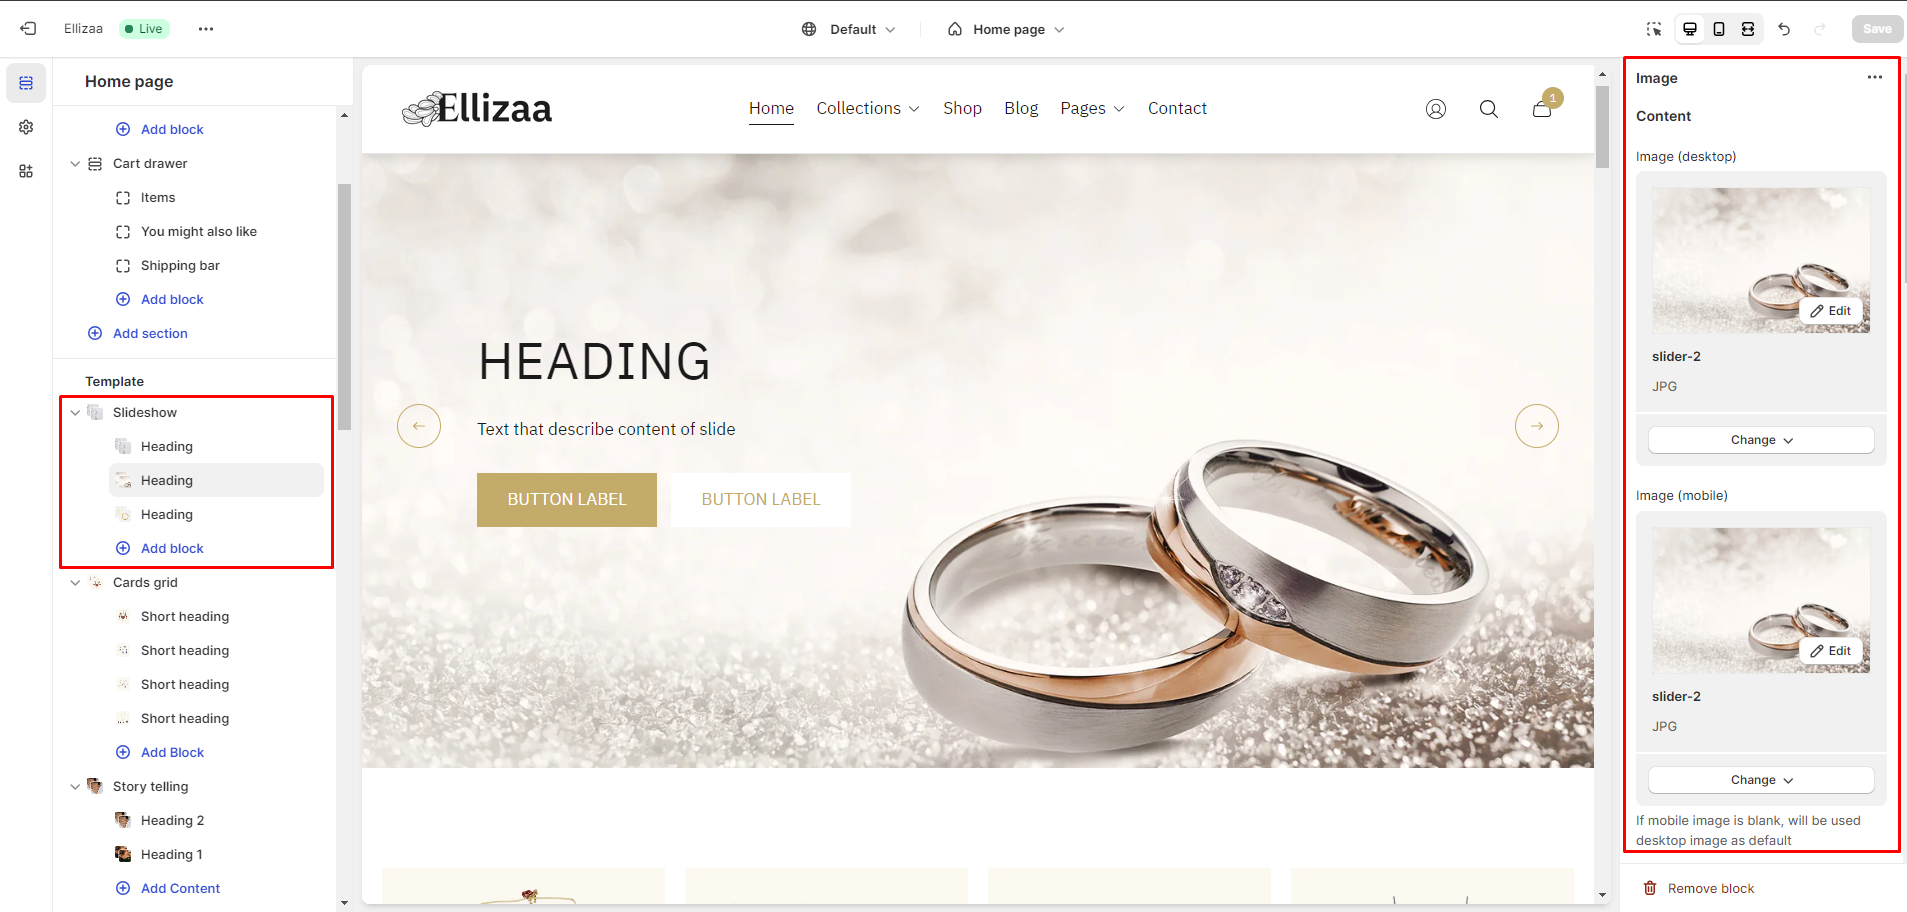 Ellizaa
Live
Default
Home page
Save
Home page
Add block
Cart drawer
Items
You might also like
Shipping bar
Add block
Add section
Template
Slideshow
Heading
Heading
Heading
Add block
Cards grid
Short heading
Short heading
Short heading
Short heading
Add Block
Story telling
Heading 2
Heading 1
Add Content
Ellizaa
Home
Collections
Shop
Blog
Pages
Contact
1
HEADING
Text that describe content of slide
BUTTON LABEL
BUTTON LABEL
Image
Content
Image (desktop)
Edit
slider-2
JPG
Change
Image (mobile)
Edit
slider-2
JPG
Change
If mobile image is blank, will be used
desktop image as default
Remove block